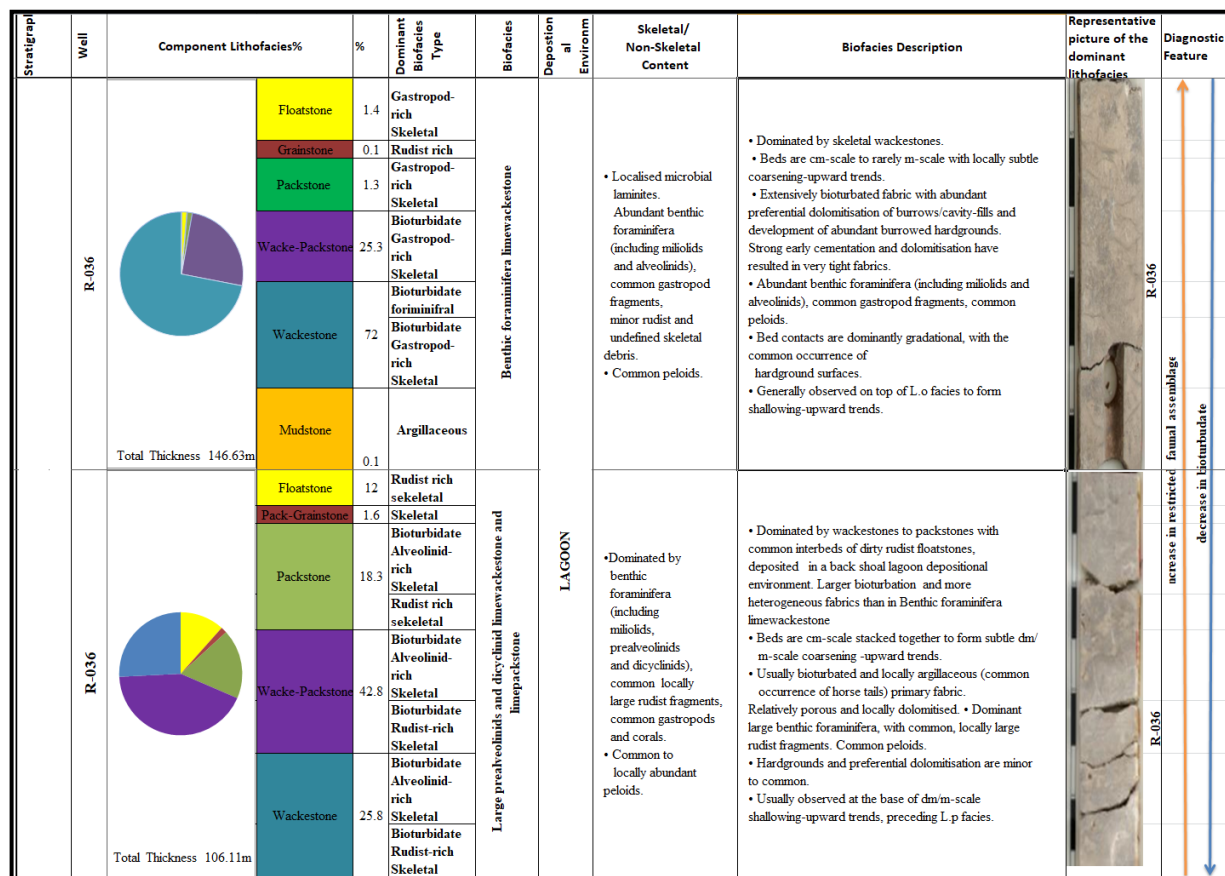 Stratigrapl
Well
Component Lithofacies%
%
Dominant
Biofacies
Type
Biofacies
Depostion
al
Environm
Skeletal/
Non-Skeletal
Content
Biofacies Description
Representative
picture of the
dominant
lithofacies
Diagnostic
Feature
R-036
Total Thickness 146.63m
Floatstone
1.4
Gastropod-
rich
Skeletal
Grainstone
0.1
Rudist rich
Packstone
1.3
Gastropod-
rich
Skeletal
Wacke-Packstone
25.3
Bioturbidate
Gastropod-
rich
Skeletal
Wackestone
72
Bioturbidate
foriminifral
Bioturbidate
Gastropod-
rich
Skeletal
Mudstone
0.1
Argillaceous
Benthic foraminifera limewackestone
LAGOON
• Localised microbial
laminites.
Abundant benthic
foraminifera
(including miliolids
and alveolinids),
common gastropod
fragments,
minor rudist and
undefined skeletal
debris.
• Common peloids.
• Dominated by skeletal wackestones.
• Beds are cm-scale to rarely m-scale with locally subtle
coarsening-upward trends.
• Extensively bioturbated fabric with abundant
preferential dolomitisation of burrows/cavity-fills and
development of abundant burrowed hardgrounds.
Strong early cementation and dolomitisation have
resulted in very tight fabrics.
• Abundant benthic foraminifera (including miliolids and
alveolinids), common gastropod fragments, common
peloids.
• Bed contacts are dominantly gradational, with the
common occurrence of
hardground surfaces.
• Generally observed on top of L.o facies to form
shallowing-upward trends.
R-036
ncrease in restricted faunal assemblage
decrease in bioturbudate
R-036
Total Thickness 106.11m
Floatstone
12
Rudist rich
sekeletal
Pack-Grainstone
1.6
Skeletal
Packstone
18.3
Bioturbidate
Alveolinid-
rich
Skeletal
Rudist rich
sekeletal
Wacke-Packstone
42.8
Bioturbidate
Alveolinid-
rich
Skeletal
Bioturbidate
Rudist-rich
Skeletal
Wackestone
25.8
Bioturbidate
Alveolinid-
rich
Skeletal
Bioturbidate
Rudist-rich
Skeletal
Large prealveolinids and dicyclinid limewackestone and
limepackstone
•Dominated by
benthic
foraminifera
(including
miliolids,
prealveolinids
and dicyclinids),
common locally
large rudist fragments,
common gastropods
and corals.
• Common to
locally abundant
peloids.
• Dominated by wackestones to packstones with
common interbeds of dirty rudist floatstones,
deposited in a back shoal lagoon depositional
environment. Larger bioturbation and more
heterogeneous fabrics than in Benthic foraminifera
limewackestone
• Beds are cm-scale stacked together to form subtle dm/
m-scale coarsening -upward trends.
• Usually bioturbated and locally argillaceous (common
occurrence of horse tails) primary fabric.
Relatively porous and locally dolomitised. • Dominant
large benthic foraminifera, with common, locally large
rudist fragments. Common peloids.
• Hardgrounds and preferential dolomitisation are minor
to common.
• Usually observed at the base of dm/m-scale
shallowing-upward trends, preceding L.p facies.
R-036